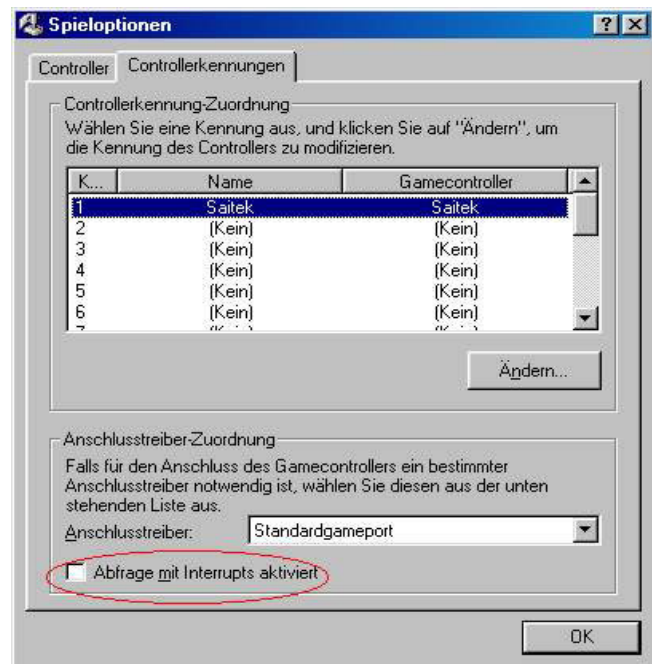 Spieloptionen
Controller Controllerkennungen
Controllerkennung-Zuordnung
Wählen Sie eine Kennung aus, und klicken Sie auf "Ändern", um
die Kennung des Controllers zu modifizieren.
K... Name Gamecontroller
1 Saitek Saitek
2 (Kein) (Kein)
3 (Kein) (Kein)
4 (Kein) (Kein)
5 (Kein) (Kein)
6 (Kein) (Kein)
Ändern...
Anschlusstreiber-Zuordnung
Falls für den Anschluss des Gamecontrollers ein bestimmter
Anschlusstreiber notwendig ist, wählen Sie diesen aus der unten
stehenden Liste aus.
Anschlusstreiber: Standardgameport
Abfrage mit Interrupts aktiviert
OK